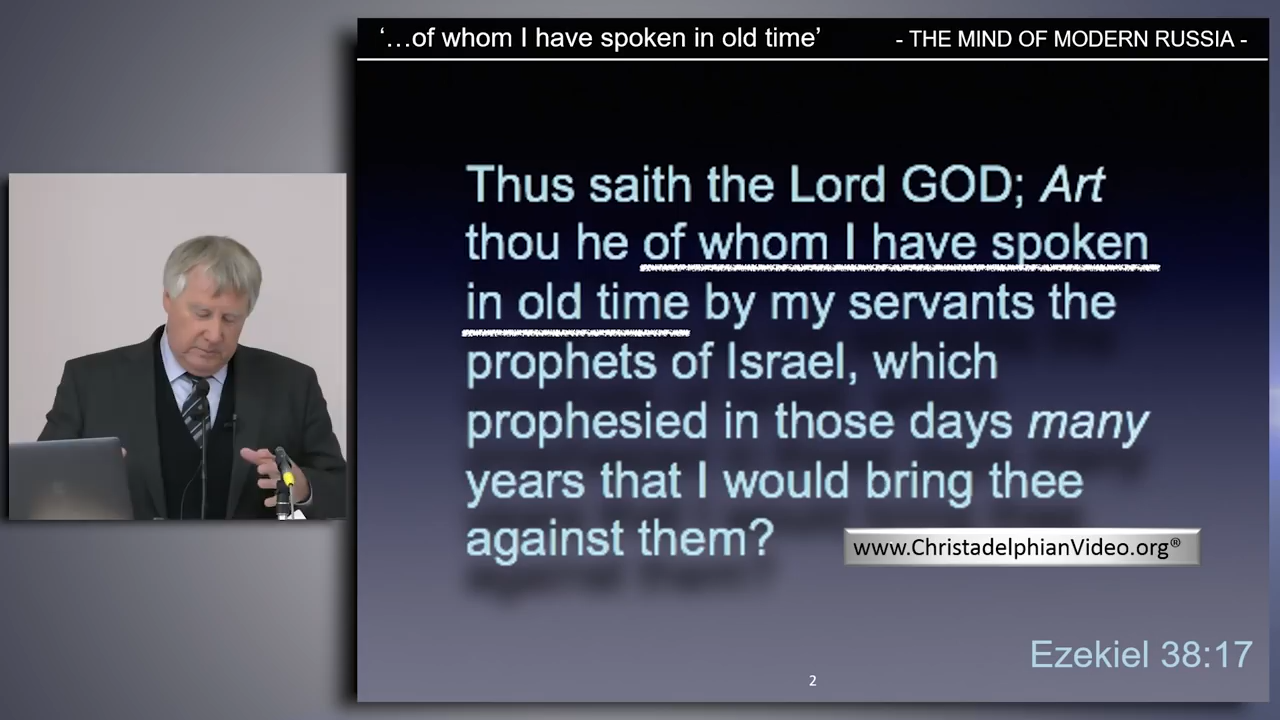 ‘…of whom I have spoken in old time’ - THE MIND OF MODERN RUSSIA -
Thus saith the Lord GOD; Art
thou he of whom I have spoken
in old time by my servants the
prophets of Israel, which
prophesied in those days many
years that I would bring thee
against them?
www.ChristadelphianVideo.org®
Ezekiel 38:17
2